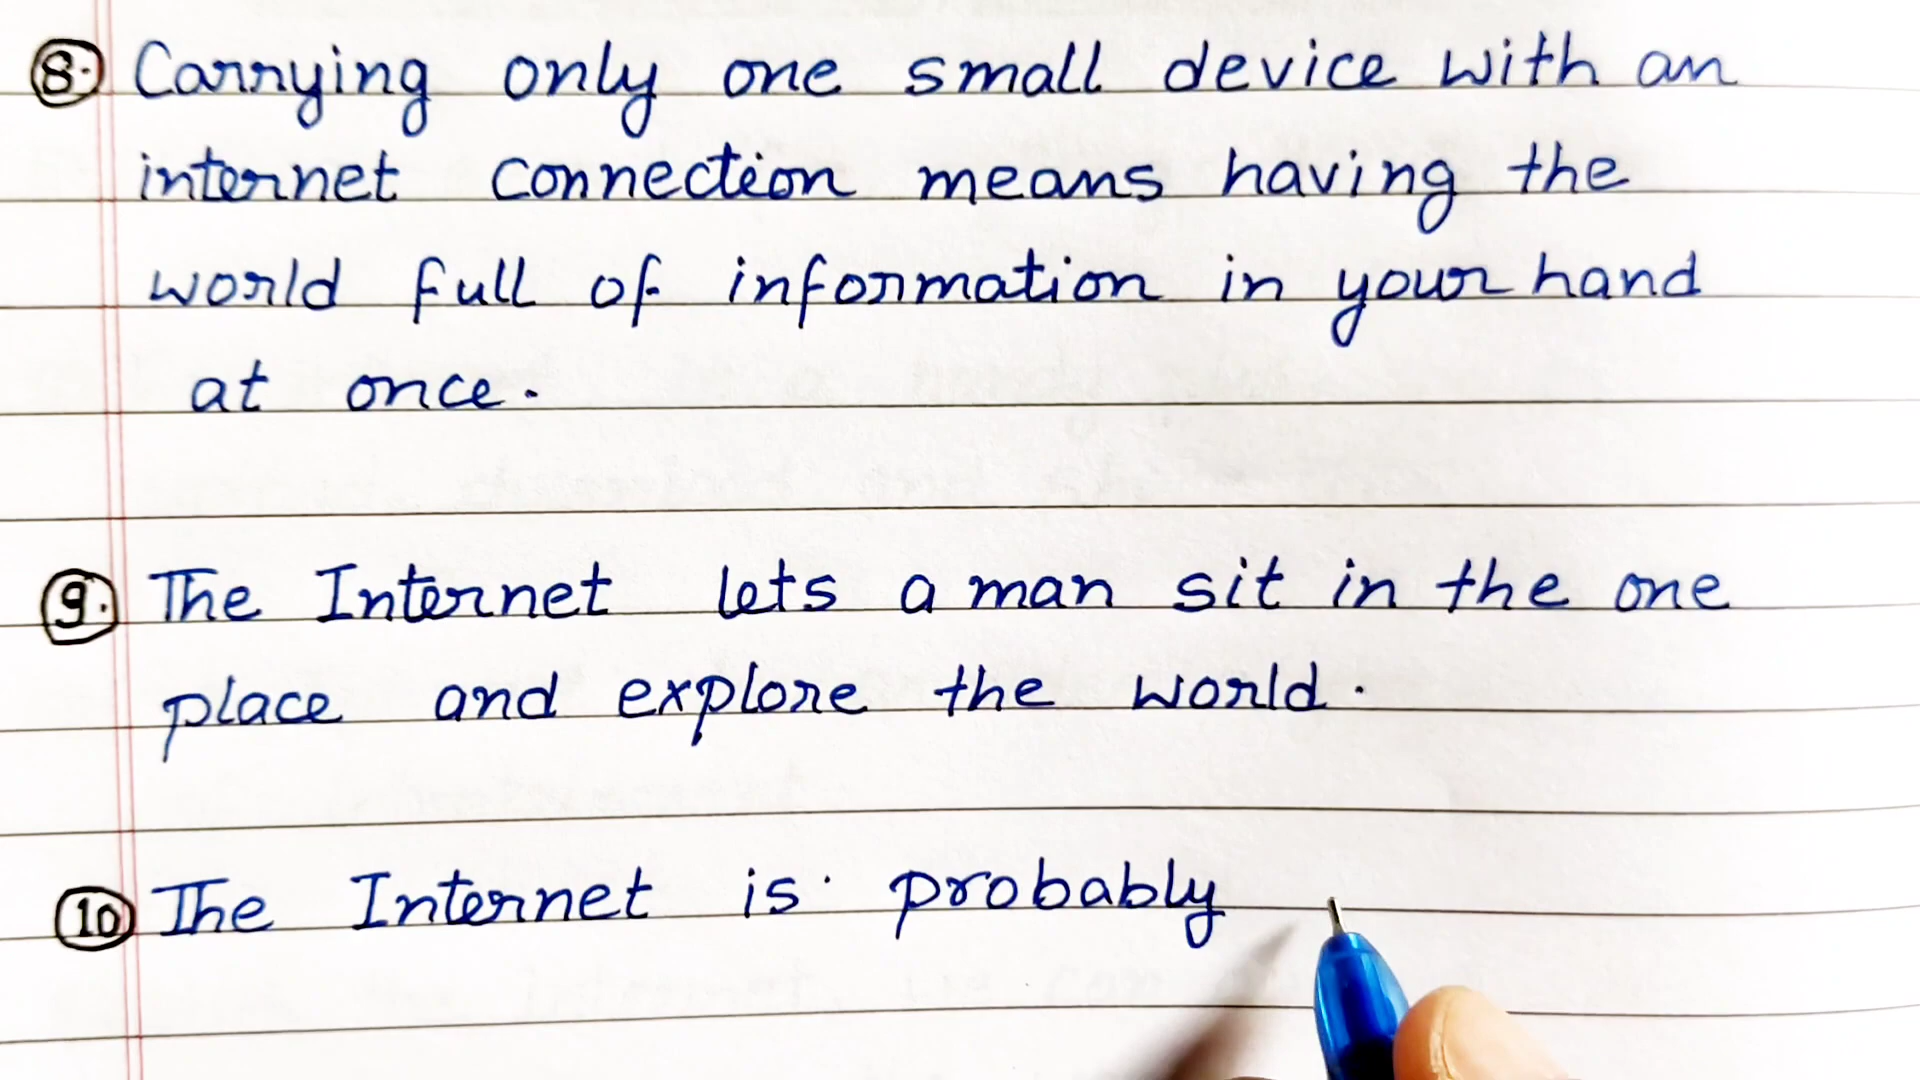 8. Carrying only one small device with an
internet connection means having the
world full of information in your hand
at once.
9. The Internet lets a man sit in the one
place and explore the world.
10 The Internet is probably